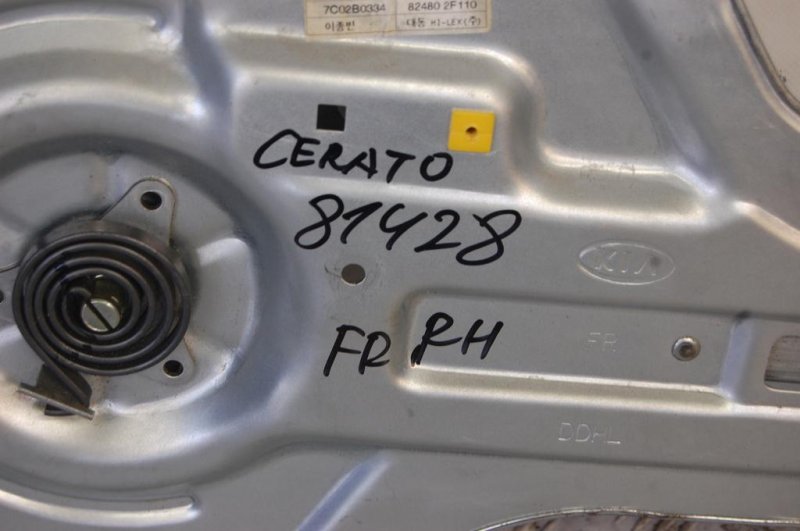 7C02B0334 82480 2F110
이종빈 대동 HI-LEX(주)
CERATO
81428
KIA
FR RH
FR
DDHL